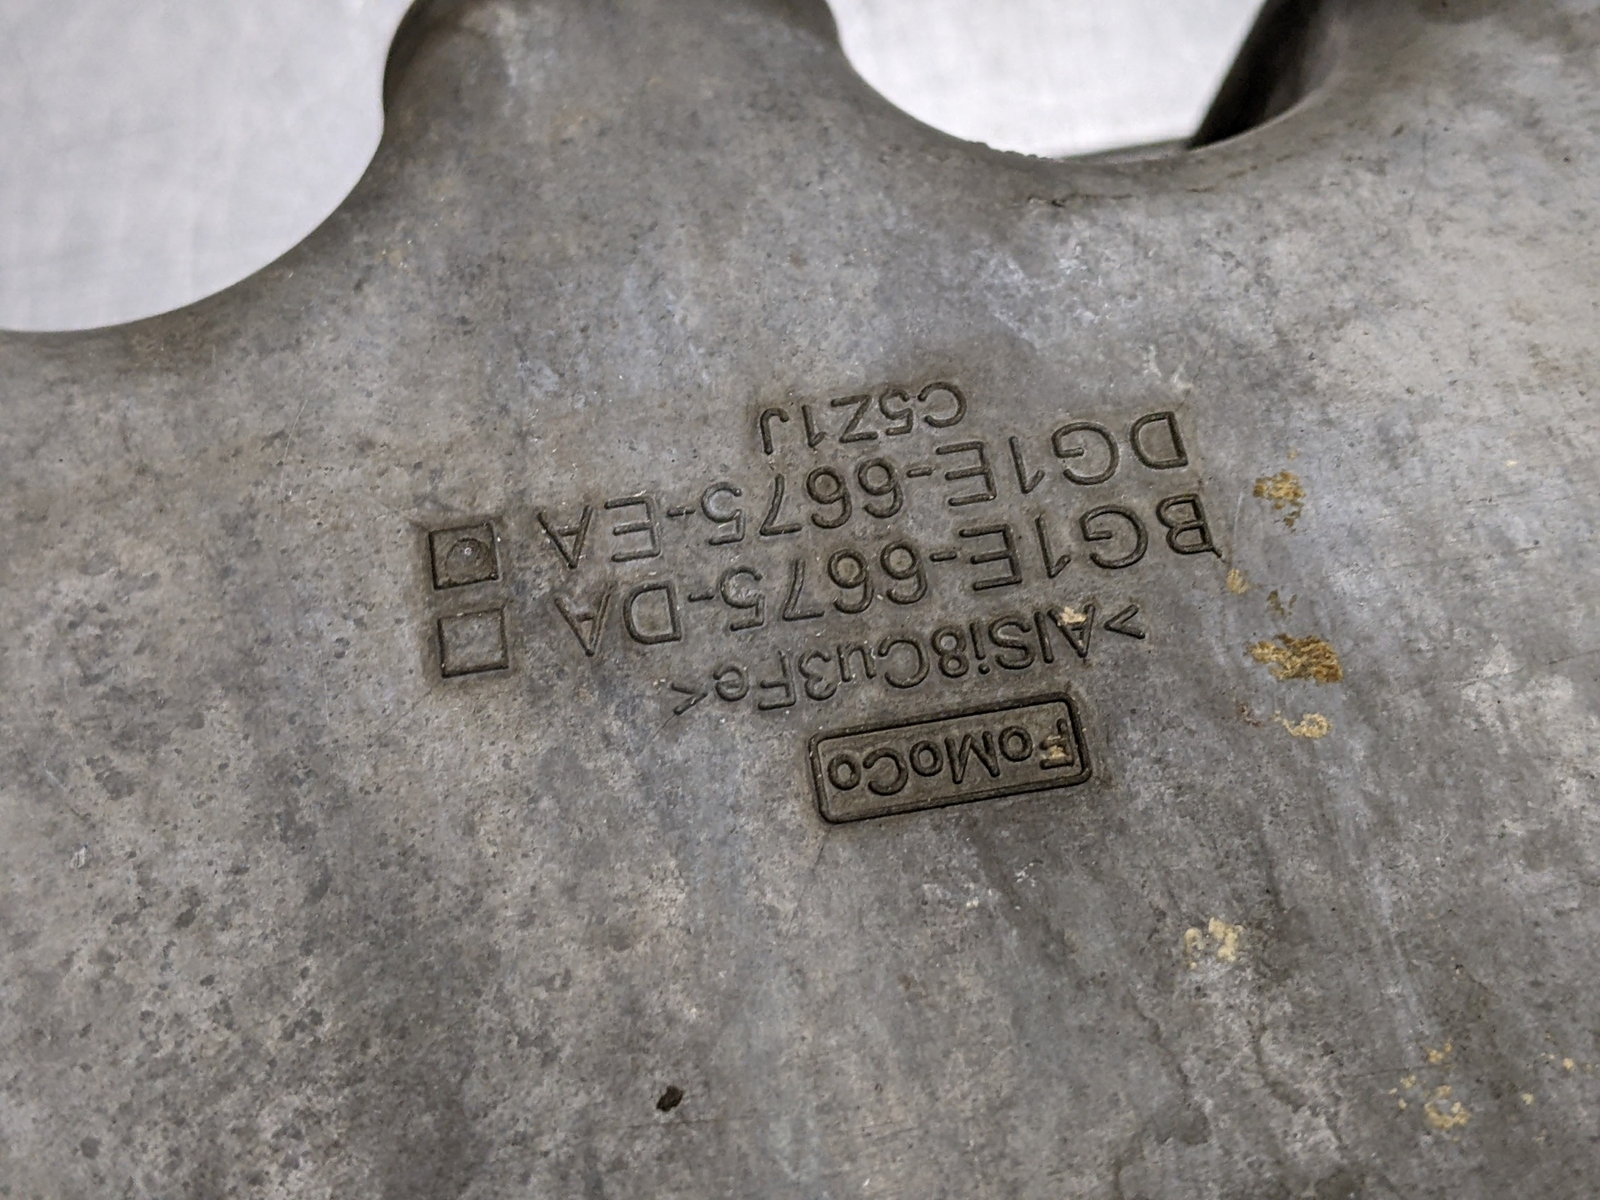 FoMoCo
>AlSi8Cu3Fe<
BG1E-6675-DA
DG1E-6675-EA
C5Z1J